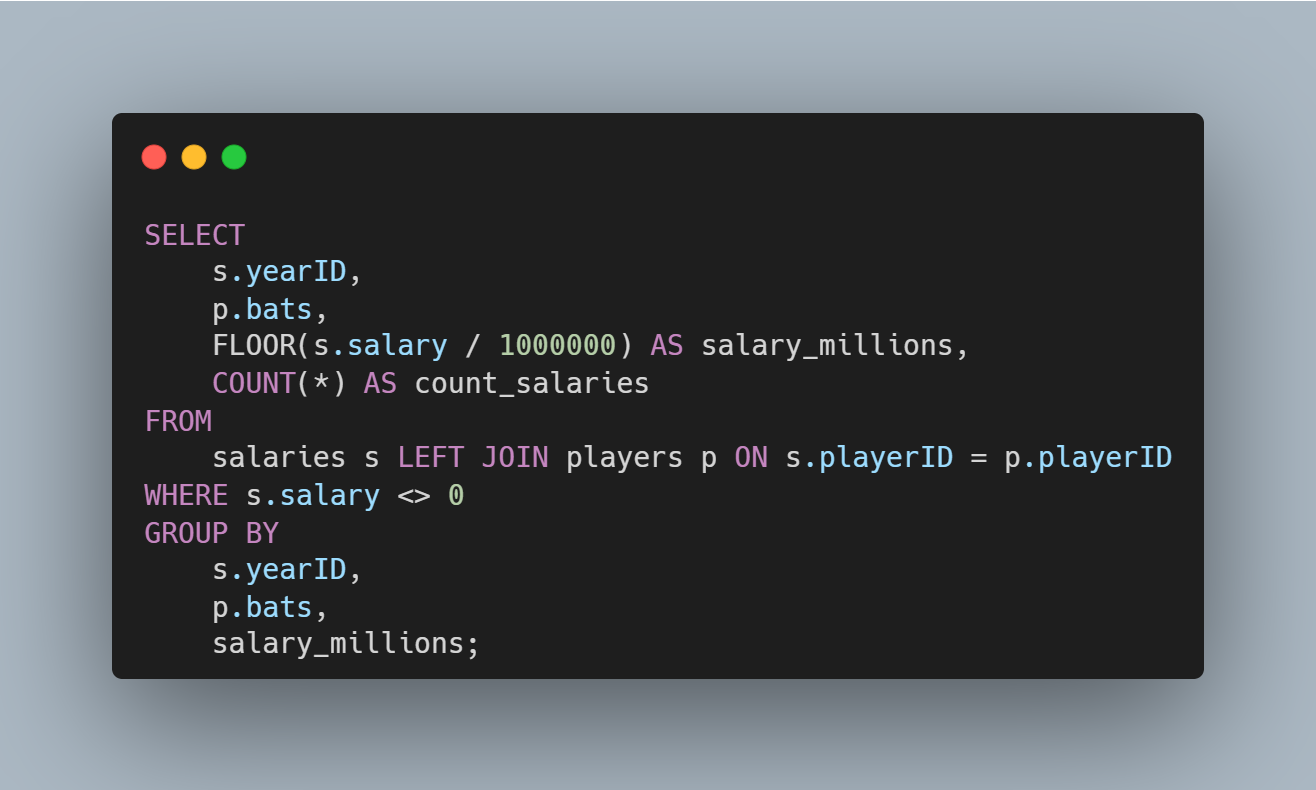 SELECT
    s.yearID,
    p.bats,
    FLOOR(s.salary / 1000000) AS salary_millions,
    COUNT(*) AS count_salaries
FROM
    salaries s LEFT JOIN players p ON s.playerID = p.playerID
WHERE s.salary <> 0
GROUP BY
    s.yearID,
    p.bats,
    salary_millions;